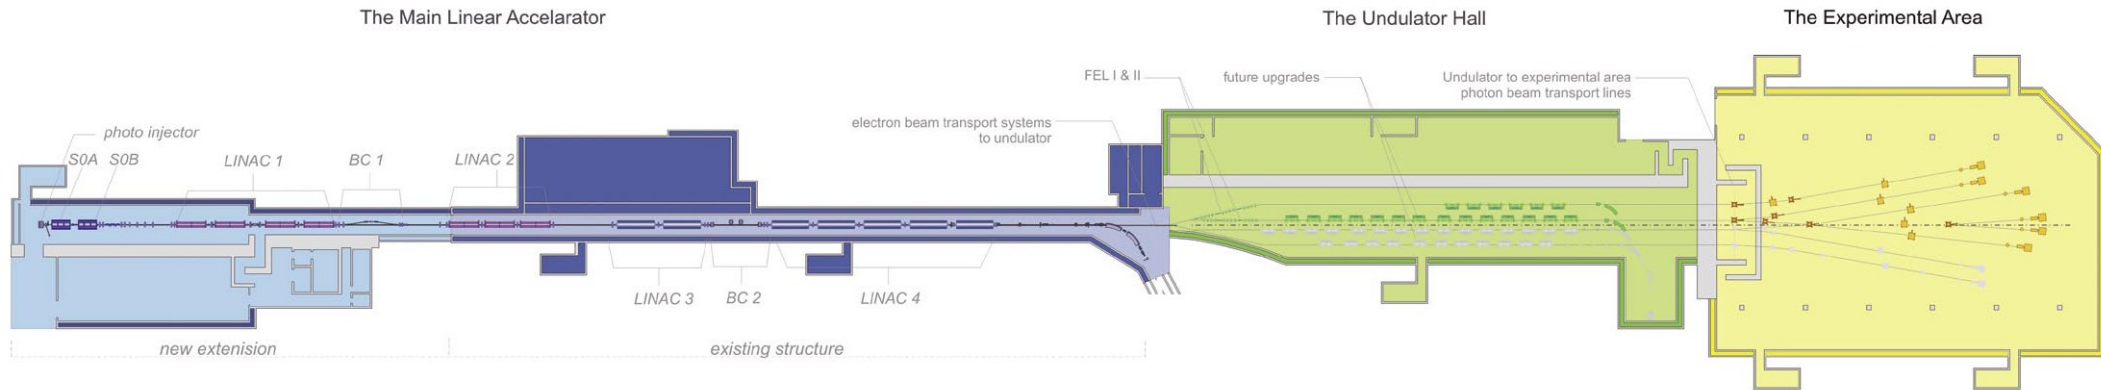 The Main Linear Accelarator
The Undulator Hall
The Experimental Area
FEL I & II
future upgrades
Undulator to experimental area
photon beam transport lines
electron beam transport systems
to undulator
photo injector
S0A
S0B
LINAC 1
BC 1
LINAC 2
LINAC 3
BC 2
LINAC 4
new extenision
existing structure